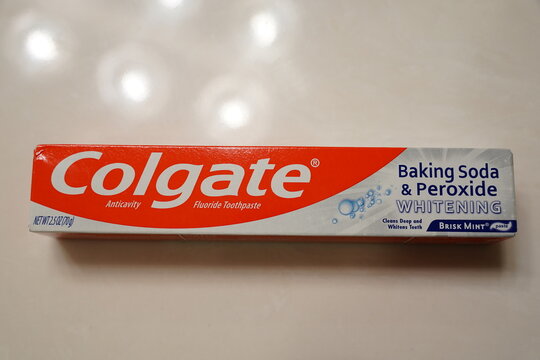 Colgate®
Anticavity Fluoride Toothpaste
NET WT 2.5 OZ (70g)
Baking Soda
& Peroxide
WHITENING
Cleans Deep and
Whitens Teeth
BRISK MINT® paste